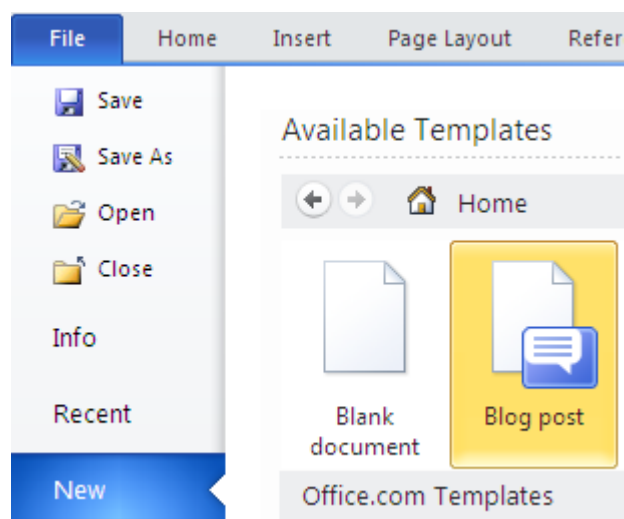 File Home Insert Page Layout Refer
Save
Save As
Open
Close
Info
Recent
New
Available Templates
Home
Blank
document
Blog post
Office.com Templates